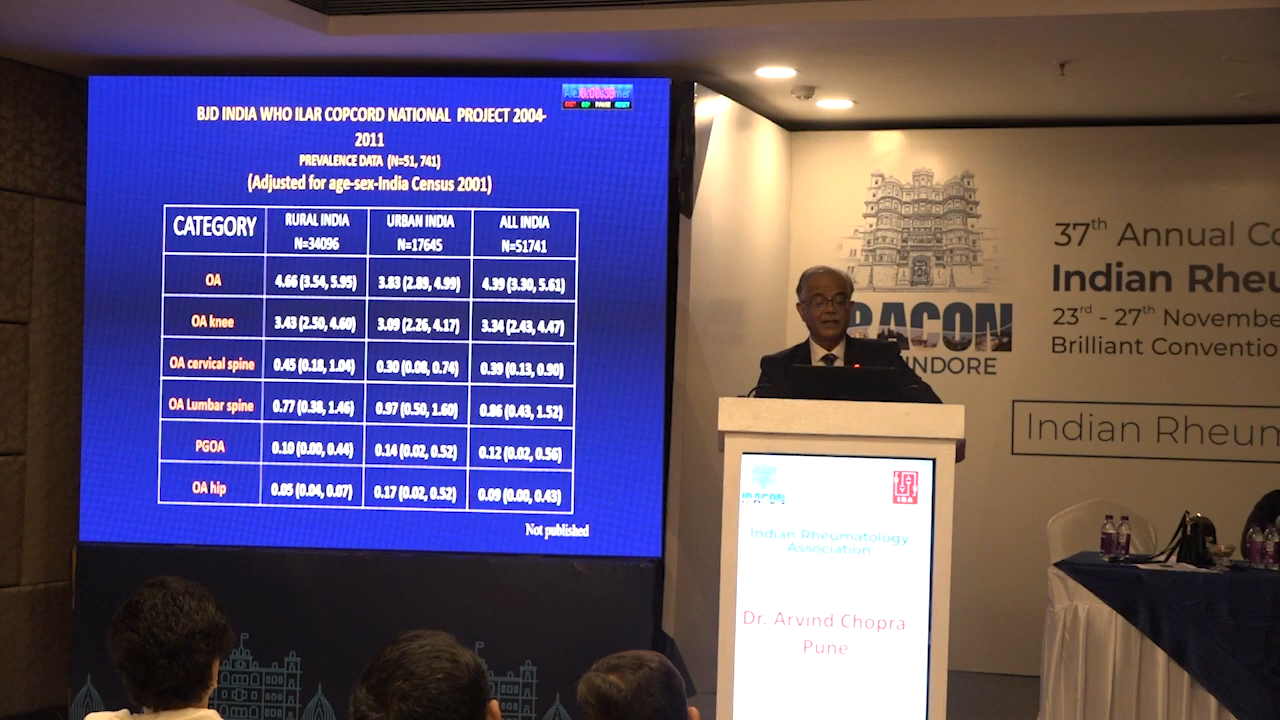 BJD INDIA WHO ILAR COPCORD NATIONAL PROJECT 2004-
2011
PREVALENCE DATA (N=51, 741)
(Adjusted for age-sex-India Census 2001)
CATEGORY RURAL INDIA N=34096 URBAN INDIA N=17645 ALL INDIA N=51741
OA 4.66 (3.54, 5.95) 3.83 (2.89, 4.99) 4.39 (3.30, 5.61)
OA knee 3.43 (2.50, 4.60) 3.09 (2.26, 4.17) 3.34 (2.43, 4.47)
OA cervical spine 0.45 (0.18, 1.04) 0.30 (0.08, 0.74) 0.39 (0.13, 0.90)
OA Lumbar spine 0.77 (0.38, 1.46) 0.97 (0.50, 1.60) 0.86 (0.43, 1.52)
PGOA 0.10 (0.00, 0.44) 0.14 (0.02, 0.52) 0.12 (0.02, 0.56)
OA hip 0.05 (0.04, 0.07) 0.17 (0.02, 0.52) 0.09 (0.00, 0.43)
Not published
37th Annual Co
Indian Rheu
23rd - 27th Novembe
Brilliant Conventio
RACON
INDORE
Indian Rheum
IRACON
IRA
Indian Rheumatology
Association
Dr. Arvind Chopra
Pune